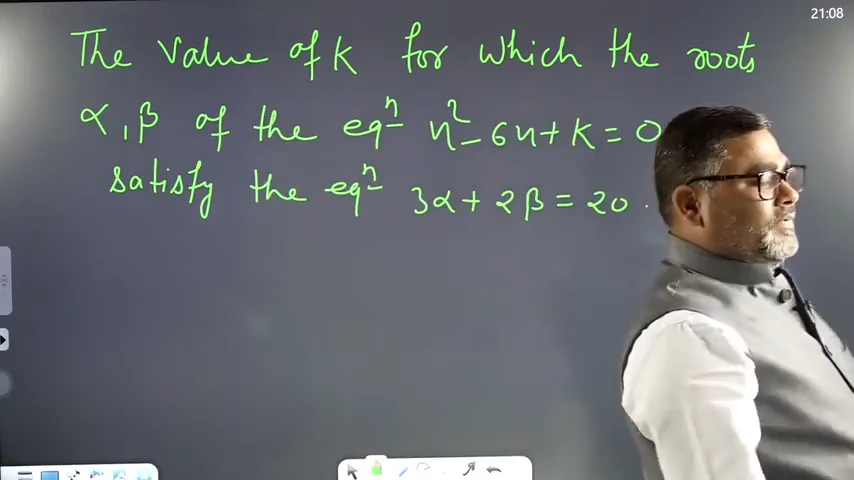 21:08
The value of k for which the roots
α, β of the eqⁿ x² - 6x + k = 0
satisfy the eqⁿ 3α + 2β = 20.